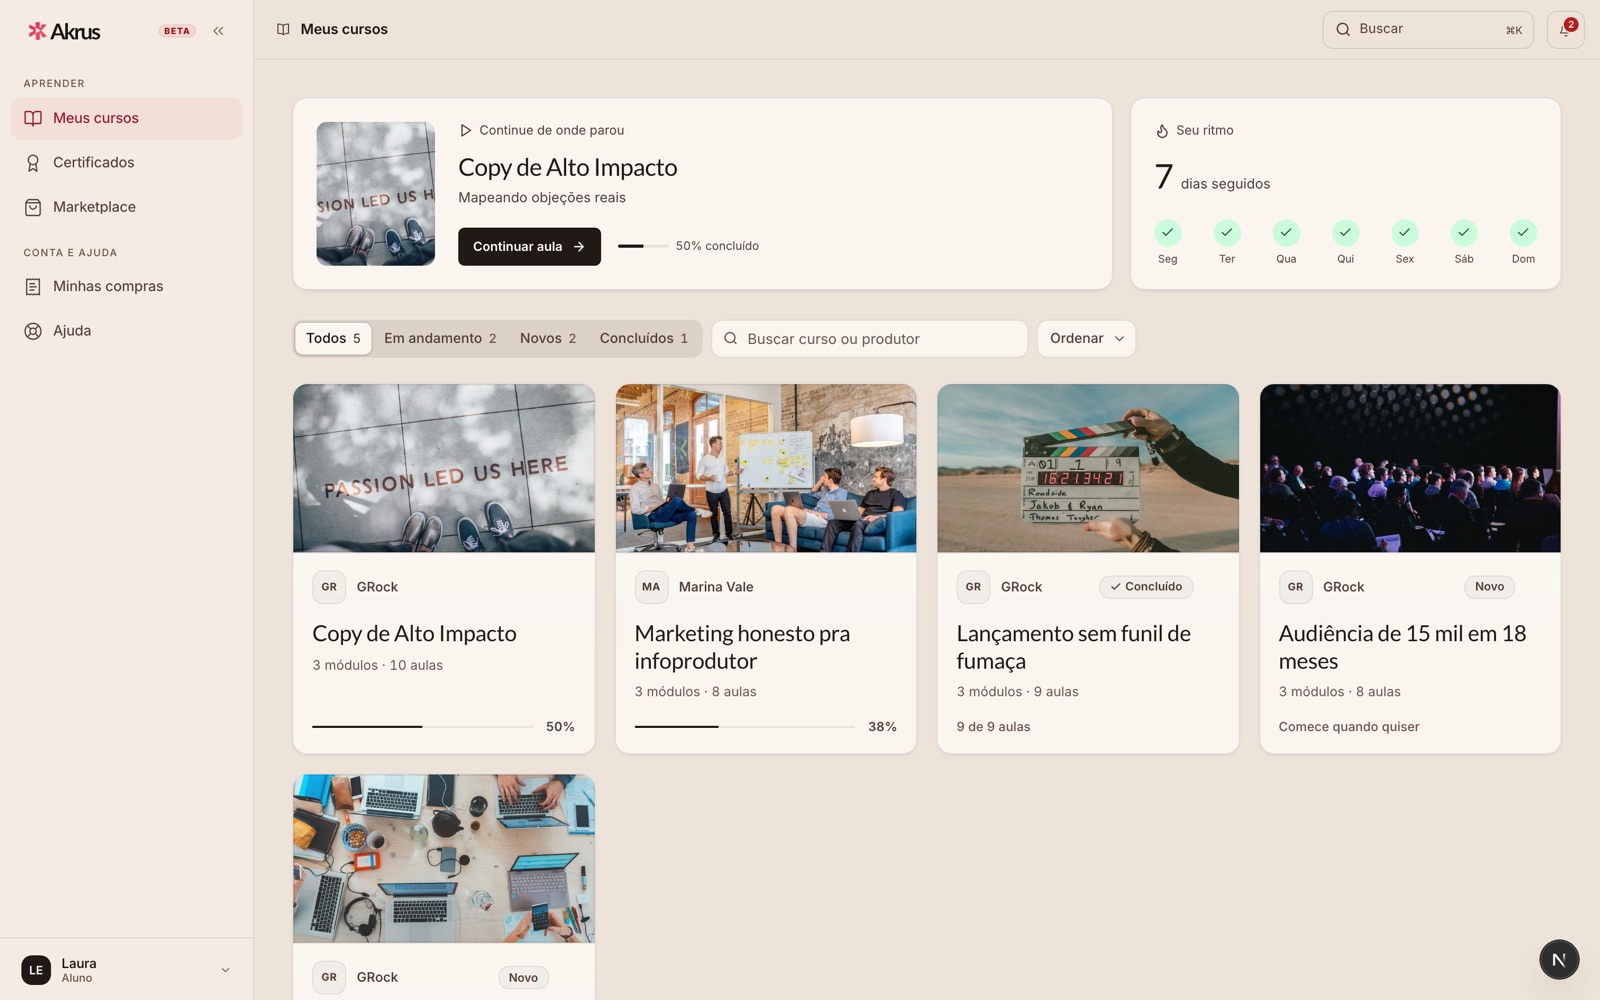 Akrus
BETA
APRENDER
Meus cursos
Certificados
Marketplace
CONTA E AJUDA
Minhas compras
Ajuda
LE
Laura
Aluno
Meus cursos
Buscar
⌘K
2
SION LED US H
Continue de onde parou
Copy de Alto Impacto
Mapeando objeções reais
Continuar aula
50% concluído
Seu ritmo
7 dias seguidos
Seg Ter Qua Qui Sex Sáb Dom
Todos 5
Em andamento 2
Novos 2
Concluídos 1
Buscar curso ou produtor
Ordenar
PASSION LED US HERE
GR
GRock
Copy de Alto Impacto
3 módulos · 10 aulas
50%
MA
Marina Vale
Marketing honesto pra
infoprodutor
3 módulos · 8 aulas
38%
16:21:34:21
Roadside
Jakob & Ryan
Thomas
GR
GRock
Concluído
Lançamento sem funil de
fumaça
3 módulos · 9 aulas
9 de 9 aulas
GR
GRock
Novo
Audiência de 15 mil em 18
meses
3 módulos · 8 aulas
Comece quando quiser
GR
GRock
Novo
N